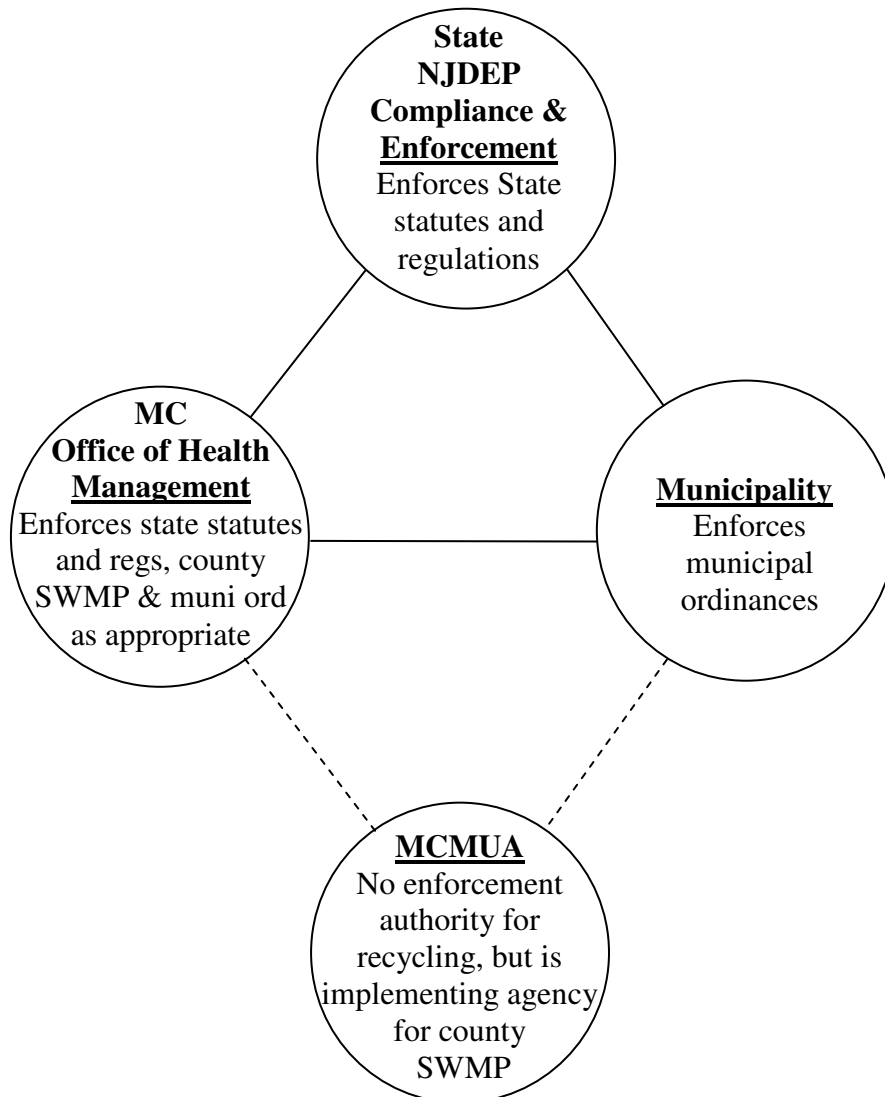 State
NJDEP
Compliance &
Enforcement
Enforces State
statutes and
regulations
MC
Office of Health
Management
Enforces state statutes
and regs, county
SWMP & muni ord
as appropriate
Municipality
Enforces
municipal
ordinances
MCMUA
No enforcement
authority for
recycling, but is
implementing agency
for county
SWMP